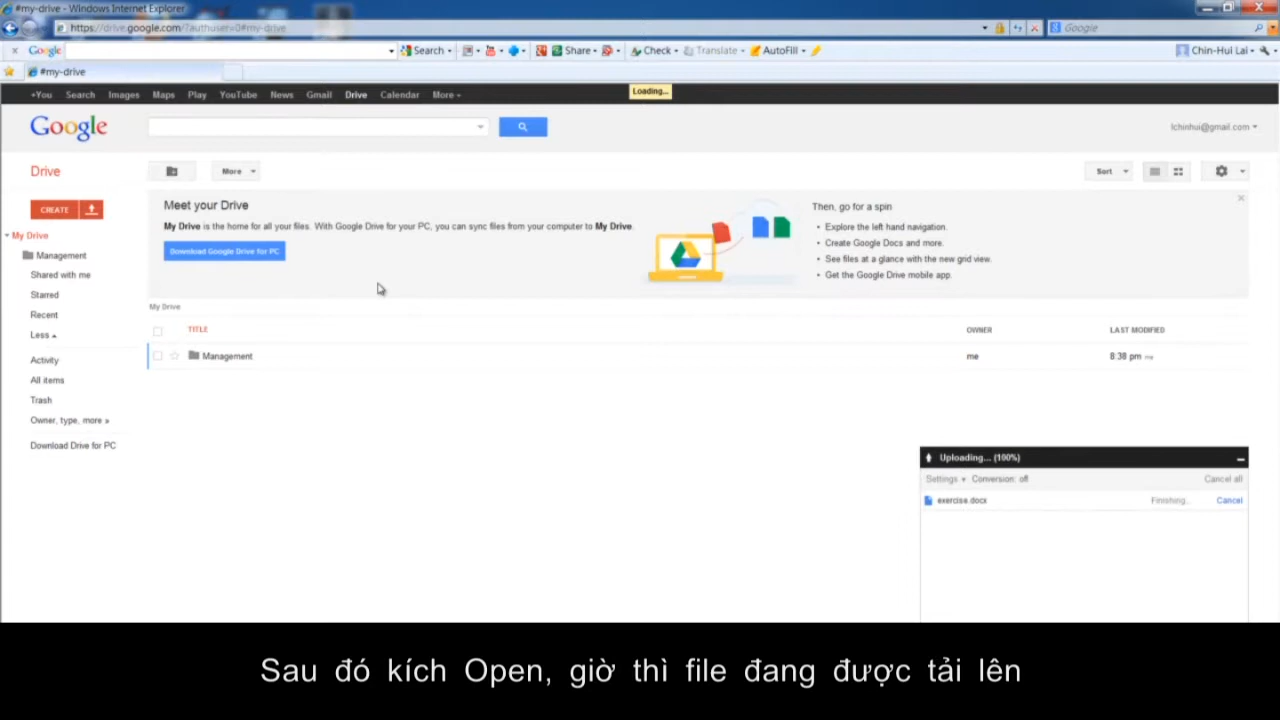 #my-drive - Windows Internet Explorer
https://drive.google.com/?authuser=0#my-drive
Google
x Google Search Share Check Translate AutoFill Chin-Hui Lai
#my-drive
+You Search Images Maps Play YouTube News Gmail Drive Calendar More
Loading...
Google
lchinhui@gmail.com
Drive
More
Sort
CREATE
My Drive
Management
Shared with me
Starred
Recent
Less
Activity
All items
Trash
Owner, type, more »
Download Drive for PC
Meet your Drive
My Drive is the home for all your files. With Google Drive for your PC, you can sync files from your computer to My Drive.
Download Google Drive for PC
Then, go for a spin
• Explore the left hand navigation.
• Create Google Docs and more.
• See files at a glance with the new grid view.
• Get the Google Drive mobile app.
My Drive
TITLE OWNER LAST MODIFIED
Management me 8:38 pm me
Uploading... (100%)
Settings Conversion: off Cancel all
exercise.docx Finishing... Cancel
Sau đó kích Open, giờ thì file đang được tải lên